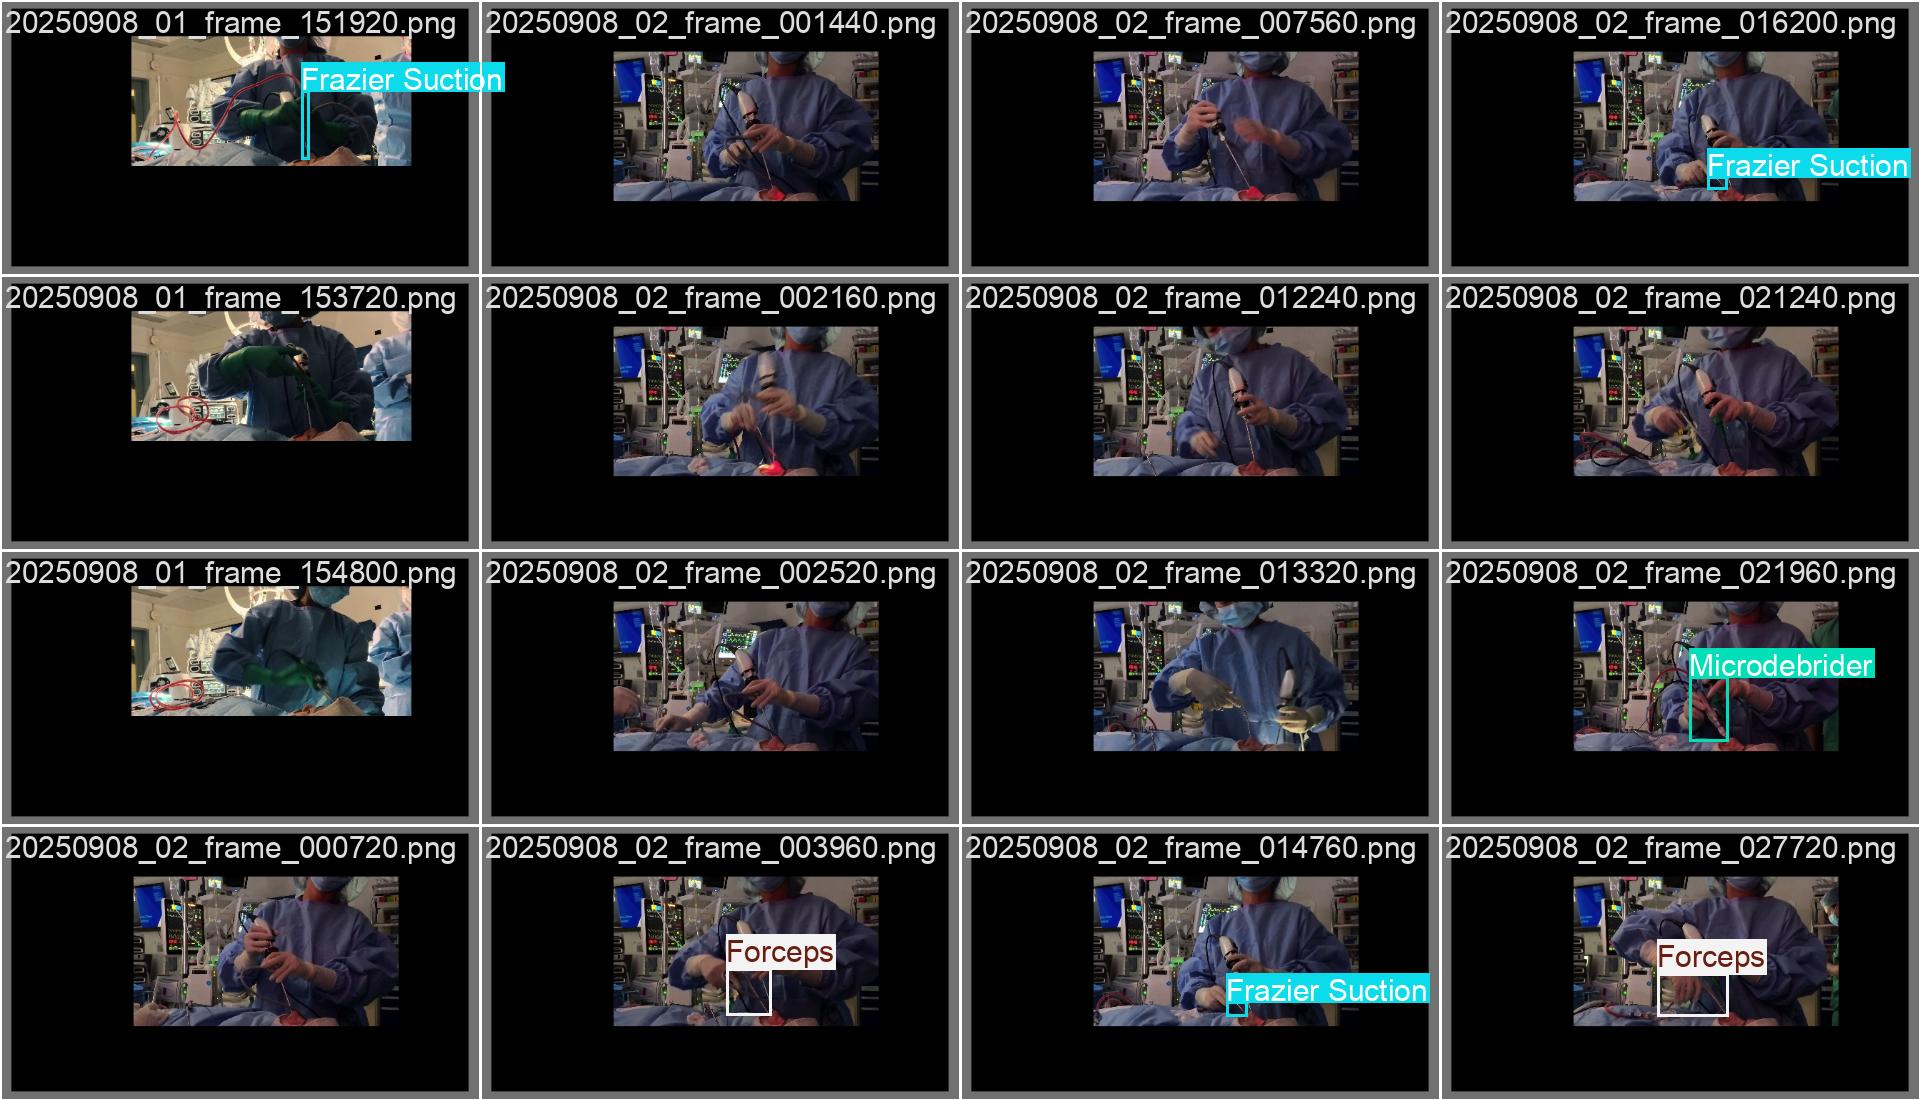 20250908_01_frame_151920.png
Frazier Suction
20250908_02_frame_001440.png
20250908_02_frame_007560.png
20250908_02_frame_016200.png
Frazier Suction
20250908_01_frame_153720.png
20250908_02_frame_002160.png
20250908_02_frame_012240.png
20250908_02_frame_021240.png
20250908_01_frame_154800.png
20250908_02_frame_002520.png
20250908_02_frame_013320.png
20250908_02_frame_021960.png
Microdebrider
20250908_02_frame_000720.png
20250908_02_frame_003960.png
Forceps
20250908_02_frame_014760.png
Frazier Suction
20250908_02_frame_027720.png
Forceps